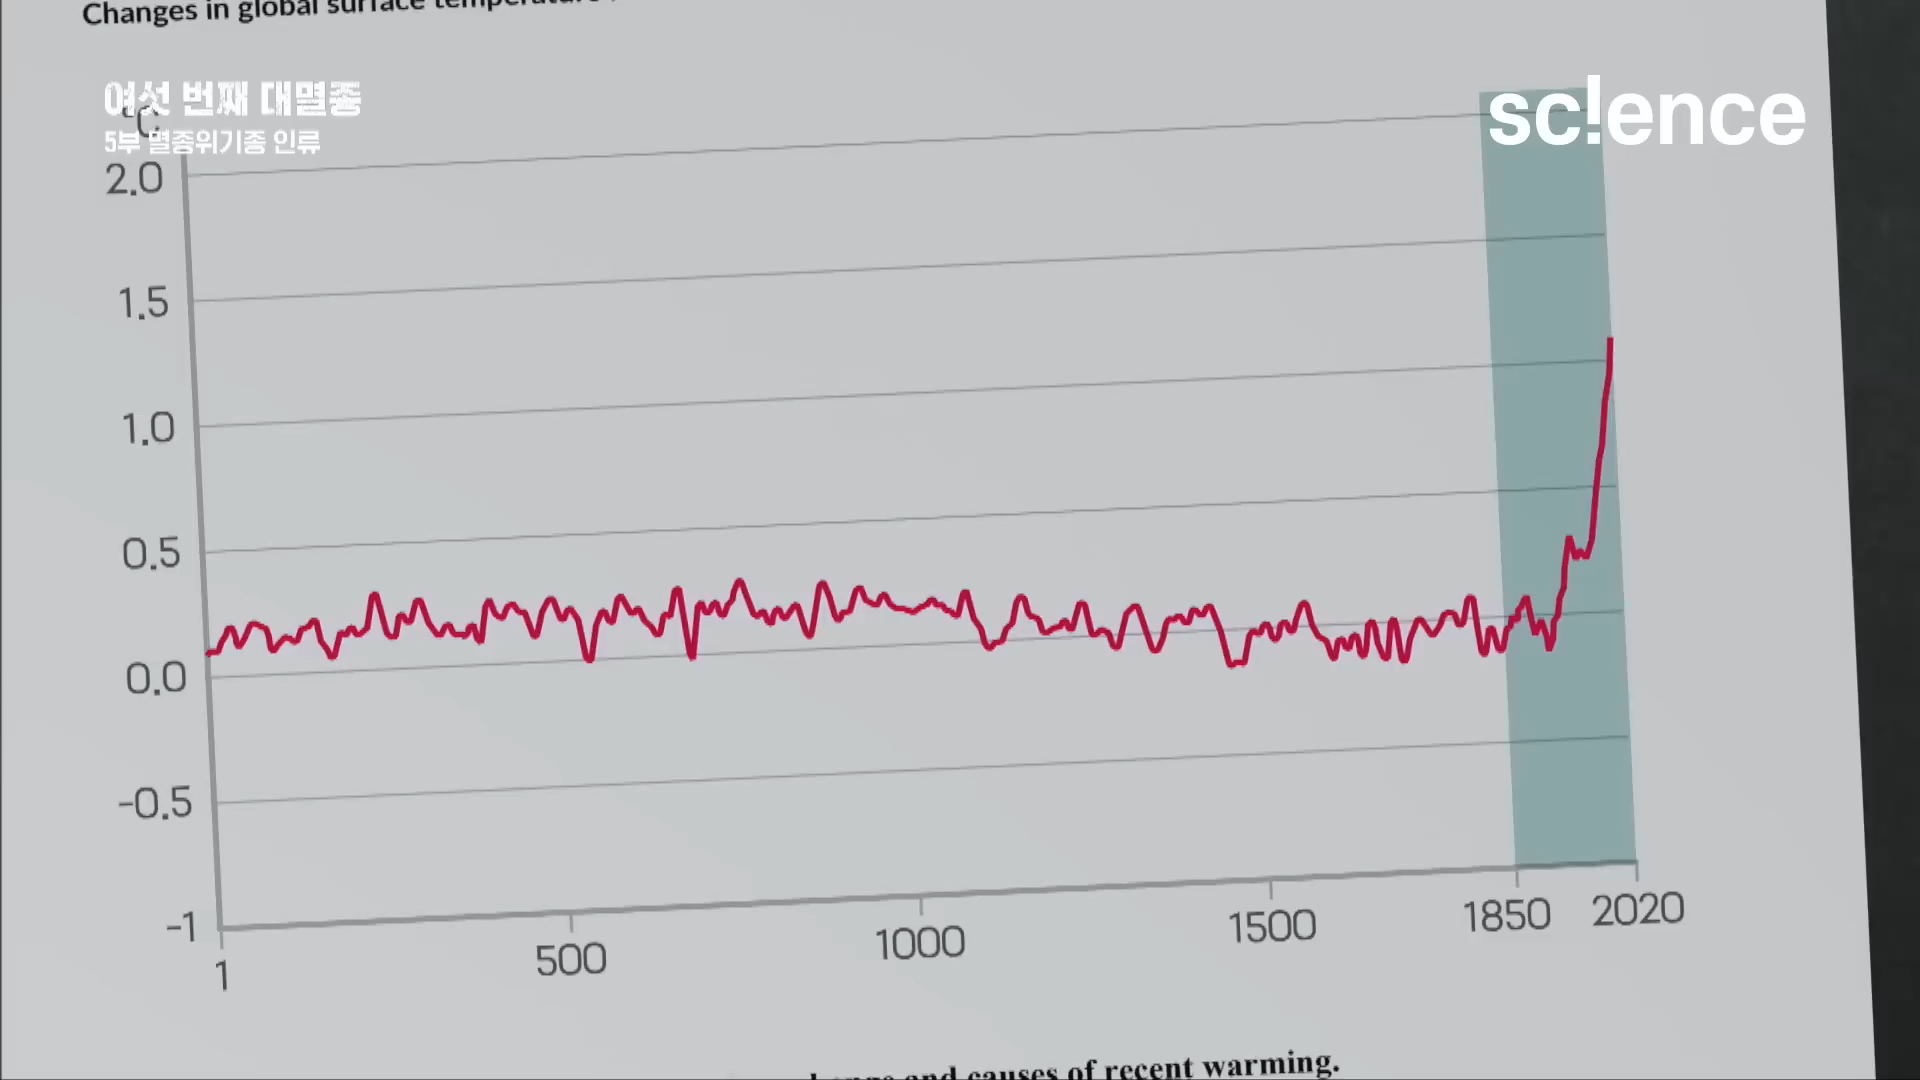 Changes in global surface temperature
여섯 번째 대멸종
°C
5부 멸종위기종 인류
science
2.0
1.5
1.0
0.5
0.0
-0.5
-1
1
500
1000
1500
1850
2020
and causes of recent warming.